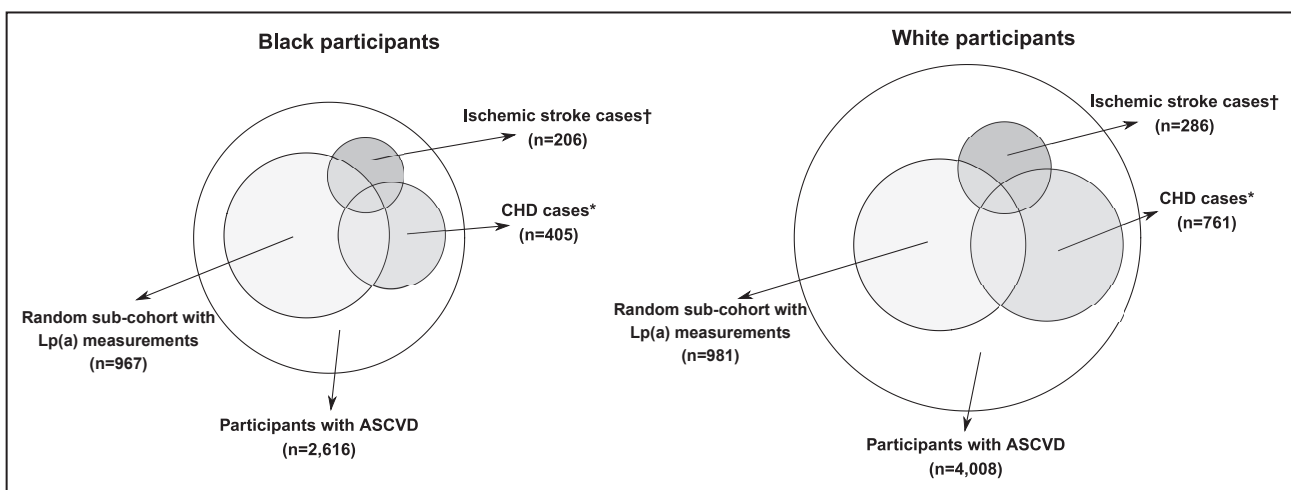 Black participants
Ischemic stroke cases†
(n=206)
CHD cases*
(n=405)
Random sub-cohort with
Lp(a) measurements
(n=967)
Participants with ASCVD
(n=2,616)
White participants
Ischemic stroke cases†
(n=286)
CHD cases*
(n=761)
Random sub-cohort with
Lp(a) measurements
(n=981)
Participants with ASCVD
(n=4,008)